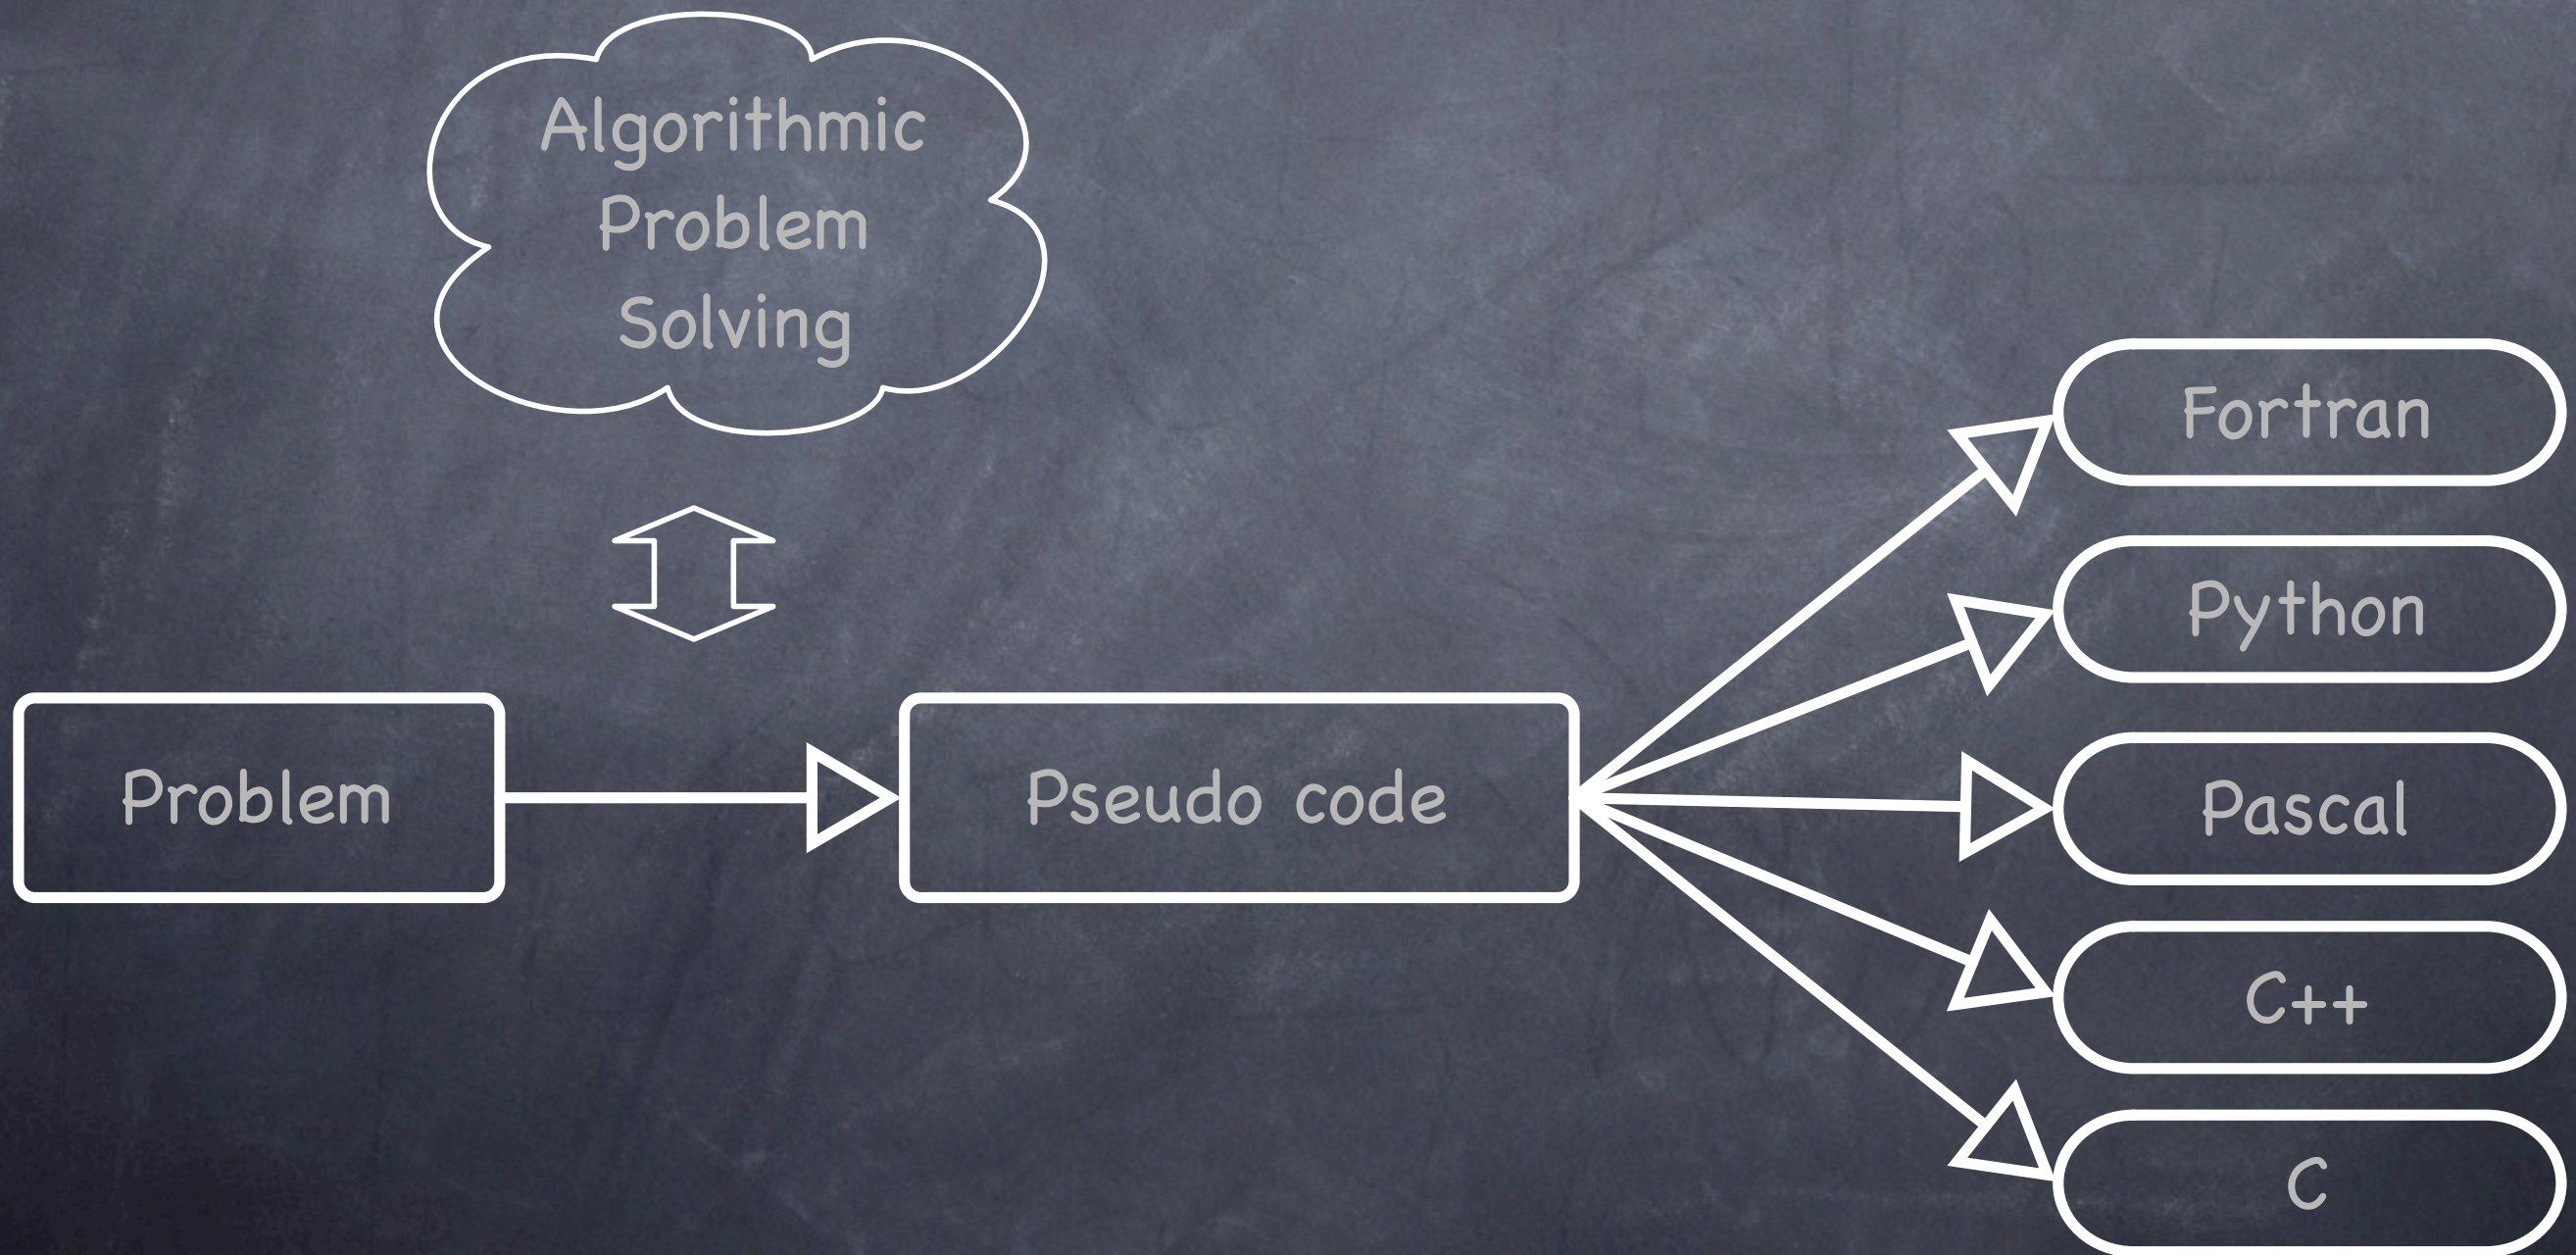 Algorithmic
Problem
Solving
Problem
Pseudo code
Fortran
Python
Pascal
C++
C